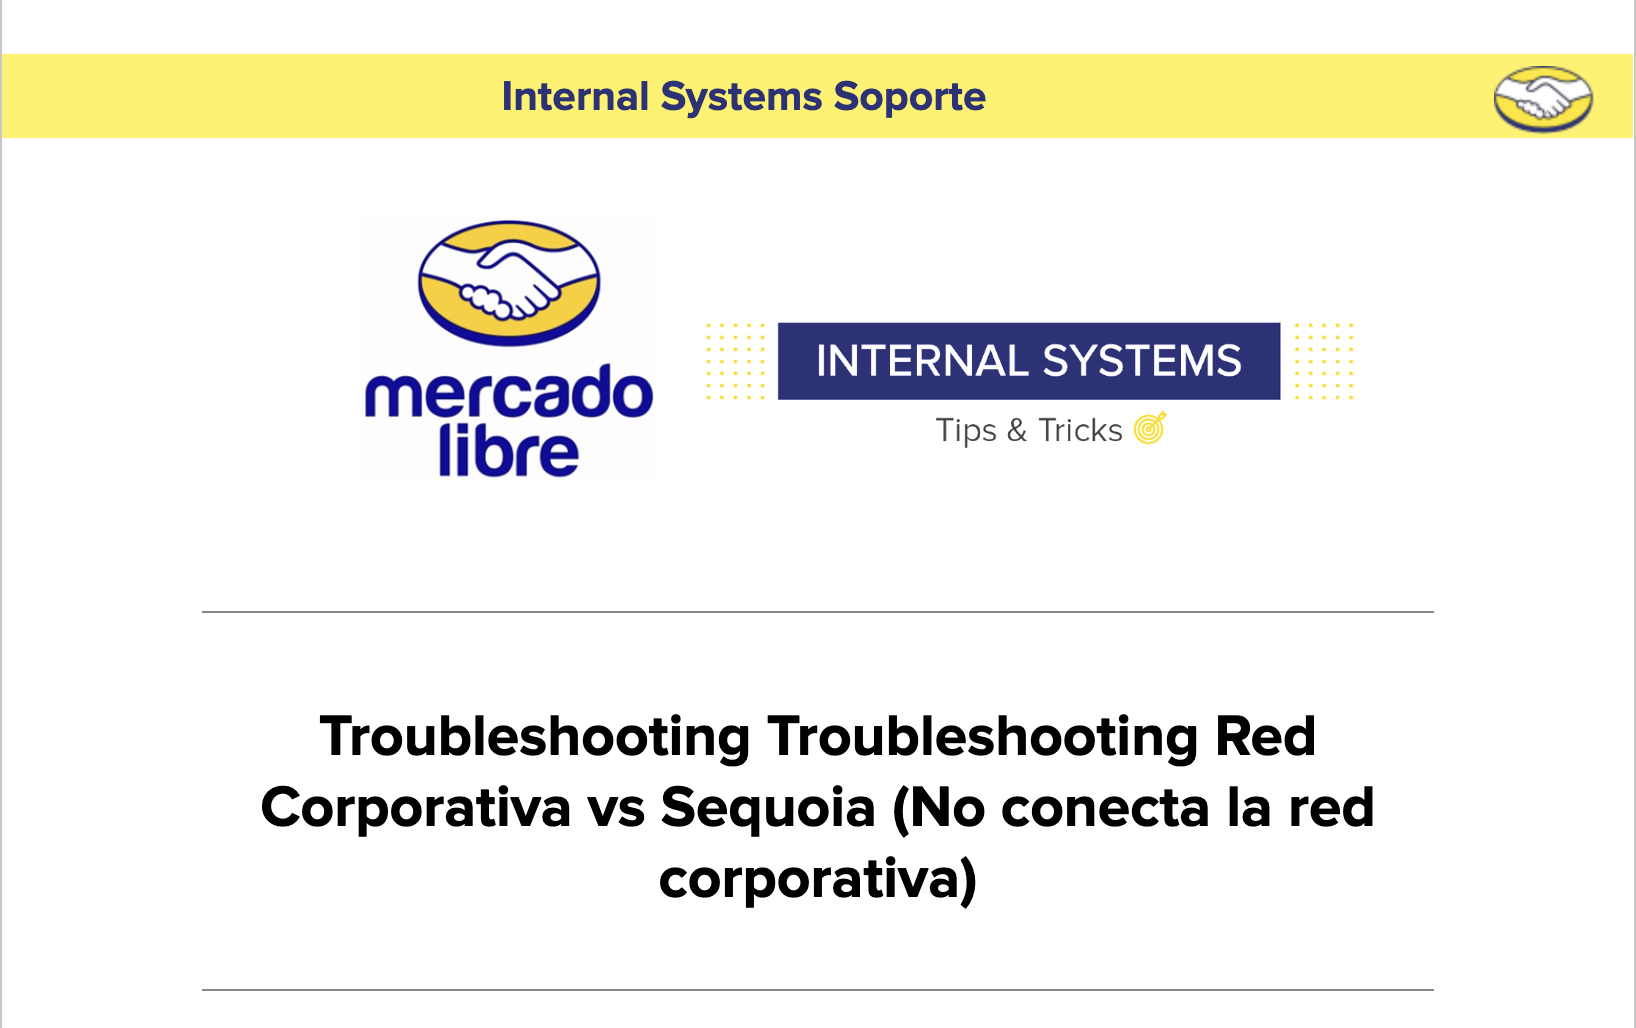 Internal Systems Soporte
mercado
libre
INTERNAL SYSTEMS
Tips & Tricks
Troubleshooting Troubleshooting Red
Corporativa vs Sequoia (No conecta la red
corporativa)